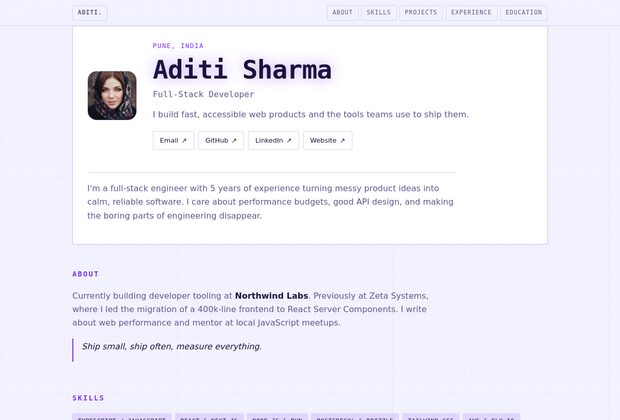 ADITI.
ABOUT SKILLS PROJECTS EXPERIENCE EDUCATION
PUNE, INDIA
Aditi Sharma
Full-Stack Developer
I build fast, accessible web products and the tools teams use to ship them.
Email ↗ GitHub ↗ LinkedIn ↗ Website ↗
I'm a full-stack engineer with 5 years of experience turning messy product ideas into
calm, reliable software. I care about performance budgets, good API design, and making
the boring parts of engineering disappear.
ABOUT
Currently building developer tooling at Northwind Labs. Previously at Zeta Systems,
where I led the migration of a 400k-line frontend to React Server Components. I write
about web performance and mentor at local JavaScript meetups.
Ship small, ship often, measure everything.
SKILLS